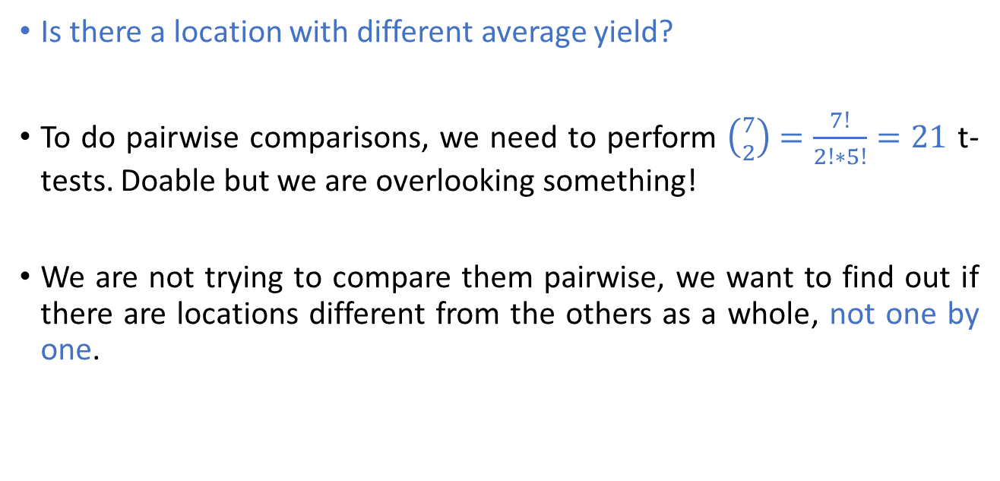 • Is there a location with different average yield?
• To do pairwise comparisons, we need to perform (7 2) = 7!/2!*5! = 21 t-
tests. Doable but we are overlooking something!
• We are not trying to compare them pairwise, we want to find out if
there are locations different from the others as a whole, not one by
one.